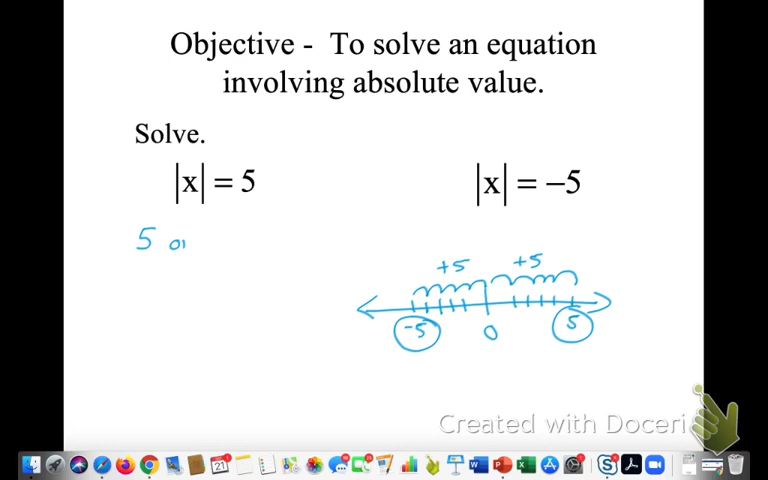 Objective - To solve an equation
involving absolute value.
Solve.
|x| = 5
|x| = −5
5 or
+5 +5
-5 0 5
Created with Doceri